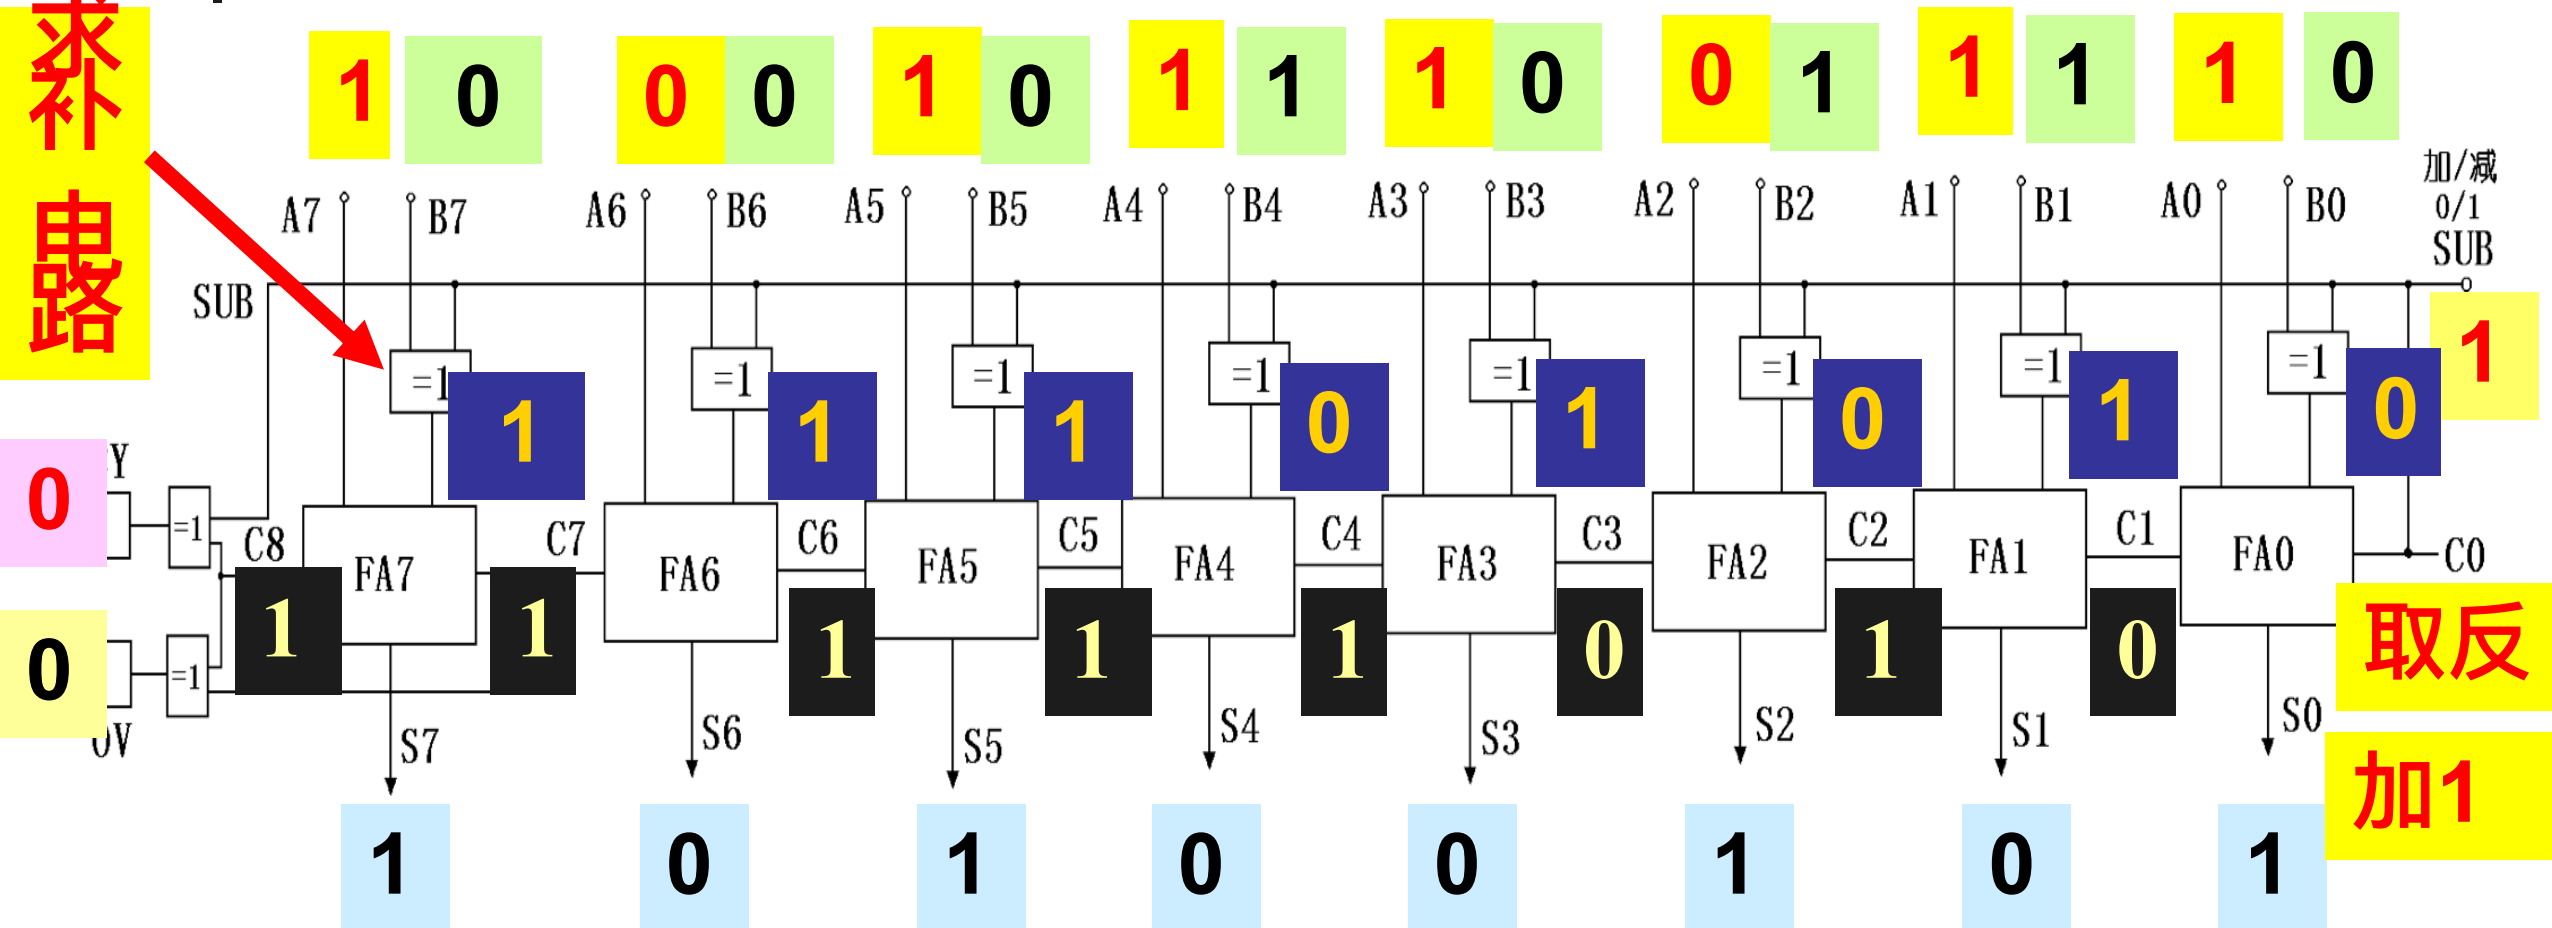 求补
电路
1 0 0 0 1 0 1 1 1 0 0 1 1 1 1 0
加/减
0/1
SUB
A7 B7 A6 B6 A5 B5 A4 B4 A3 B3 A2 B2 A1 B1 A0 B0
SUB
1
=1 =1 =1 =1 =1 =1 =1 =1
1 1 1 0 1 0 1 0
Y
0
=1 C8 FA7 C7 FA6 C6 FA5 C5 FA4 C4 FA3 C3 FA2 C2 FA1 C1 FA0 C0
1 1 1 1 1 0 1 0
取反
0
=1
OV
S7 S6 S5 S4 S3 S2 S1 S0
加1
1 0 1 0 0 1 0 1